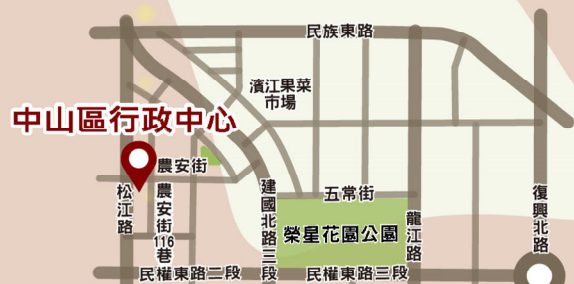 民族東路
濱江果菜
市場
中山區行政中心
農安街
松江路
農安街116巷
建國北路三段
五常街
榮星花園公園
龍江路
復興北路
民權東路二段
民權東路三段